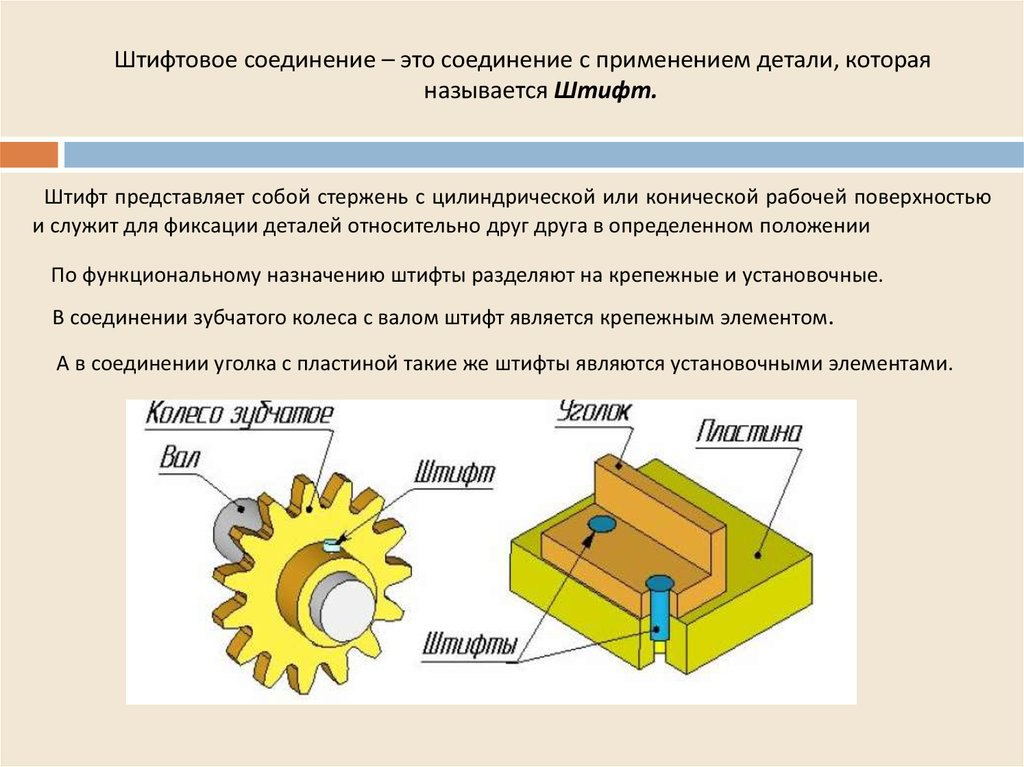 Штифтовое соединение – это соединение с применением детали, которая
называется Штифт.
Штифт представляет собой стержень с цилиндрической или конической рабочей поверхностью
и служит для фиксации деталей относительно друг друга в определенном положении
По функциональному назначению штифты разделяют на крепежные и установочные.
В соединении зубчатого колеса с валом штифт является крепежным элементом.
А в соединении уголка с пластиной такие же штифты являются установочными элементами.
Колесо зубчатое
Вал
Штифт
Уголок
Пластина
Штифты